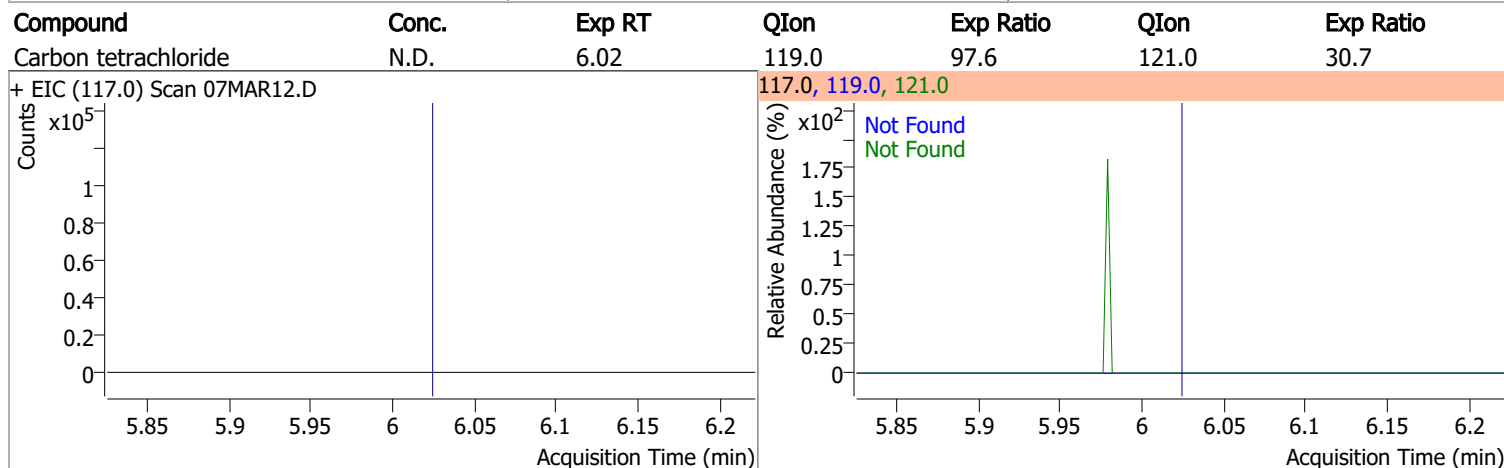 Compound Conc. Exp RT QIon Exp Ratio QIon Exp Ratio
Carbon tetrachloride N.D. 6.02 119.0 97.6 121.0 30.7
+ EIC (117.0) Scan 07MAR12.D
Counts
x10⁵
1
0.8
0.6
0.4
0.2
0
5.85 5.9 5.95 6 6.05 6.1 6.15 6.2
Acquisition Time (min)
117.0, 119.0, 121.0
Relative Abundance (%)
x10²
Not Found
Not Found
1.75
1.5
1.25
1
0.75
0.5
0.25
0
5.85 5.9 5.95 6 6.05 6.1 6.15 6.2
Acquisition Time (min)